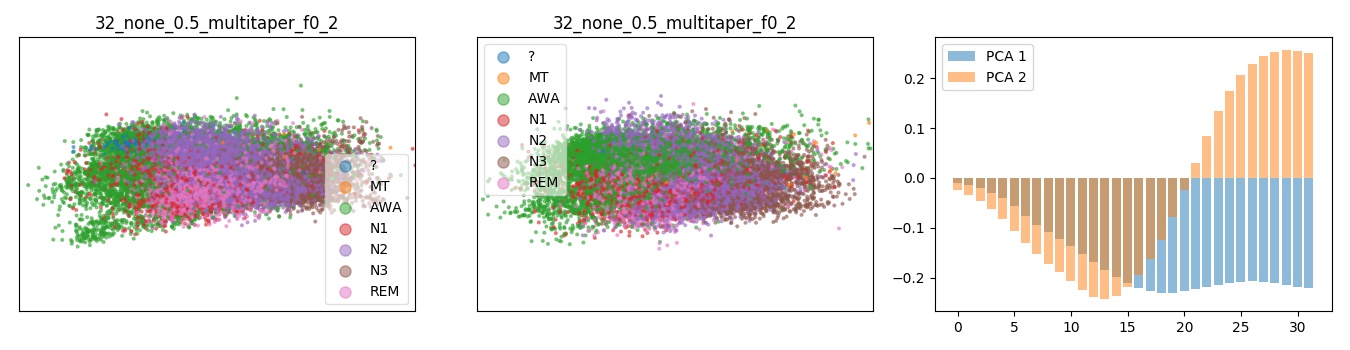 32_none_0.5_multitaper_f0_2
?
MT
AWA
N1
N2
N3
REM
32_none_0.5_multitaper_f0_2
?
MT
AWA
N1
N2
N3
REM
PCA 1
PCA 2
0.2
0.1
0.0
−0.1
−0.2
0 5 10 15 20 25 30